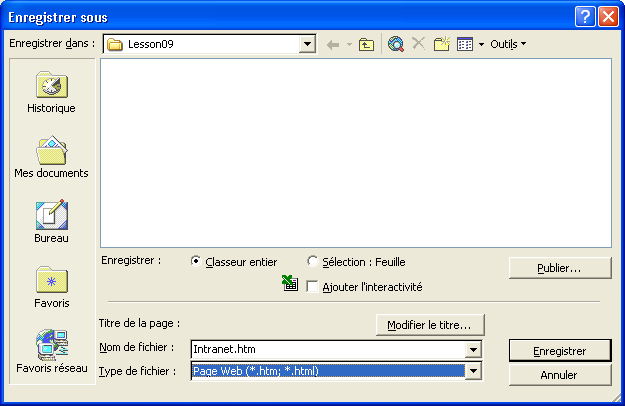 Enregistrer sous
Enregistrer dans :
Lesson09
Outils
Historique
Mes documents
Bureau
Favoris
Favoris réseau
Enregistrer :
Classeur entier
Sélection : Feuille
Publier...
Ajouter l'interactivité
Titre de la page :
Modifier le titre...
Nom de fichier :
Intranet.htm
Enregistrer
Type de fichier :
Page Web (*.htm; *.html)
Annuler